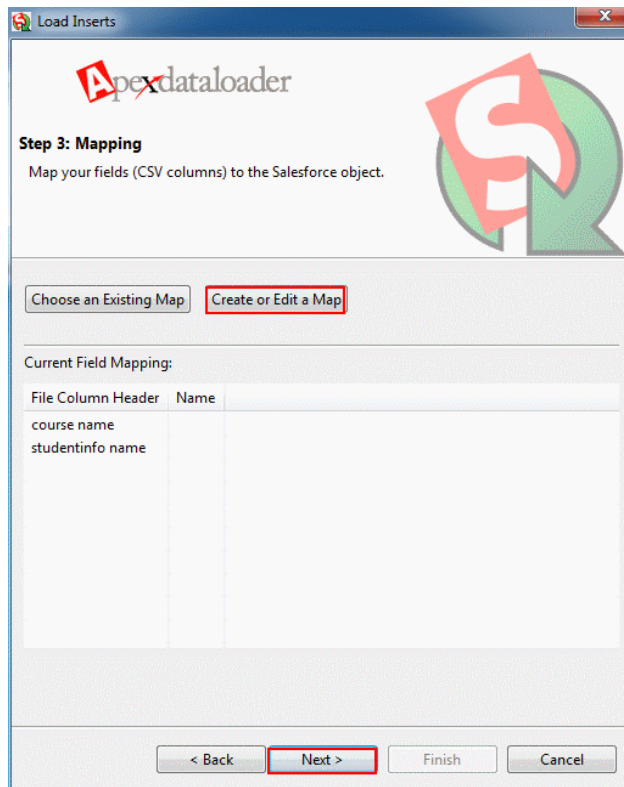 Load Inserts
Apexdataloader
Step 3: Mapping
Map your fields (CSV columns) to the Salesforce object.
Choose an Existing Map Create or Edit a Map
Current Field Mapping:
File Column Header Name
course name
studentinfo name
< Back Next > Finish Cancel